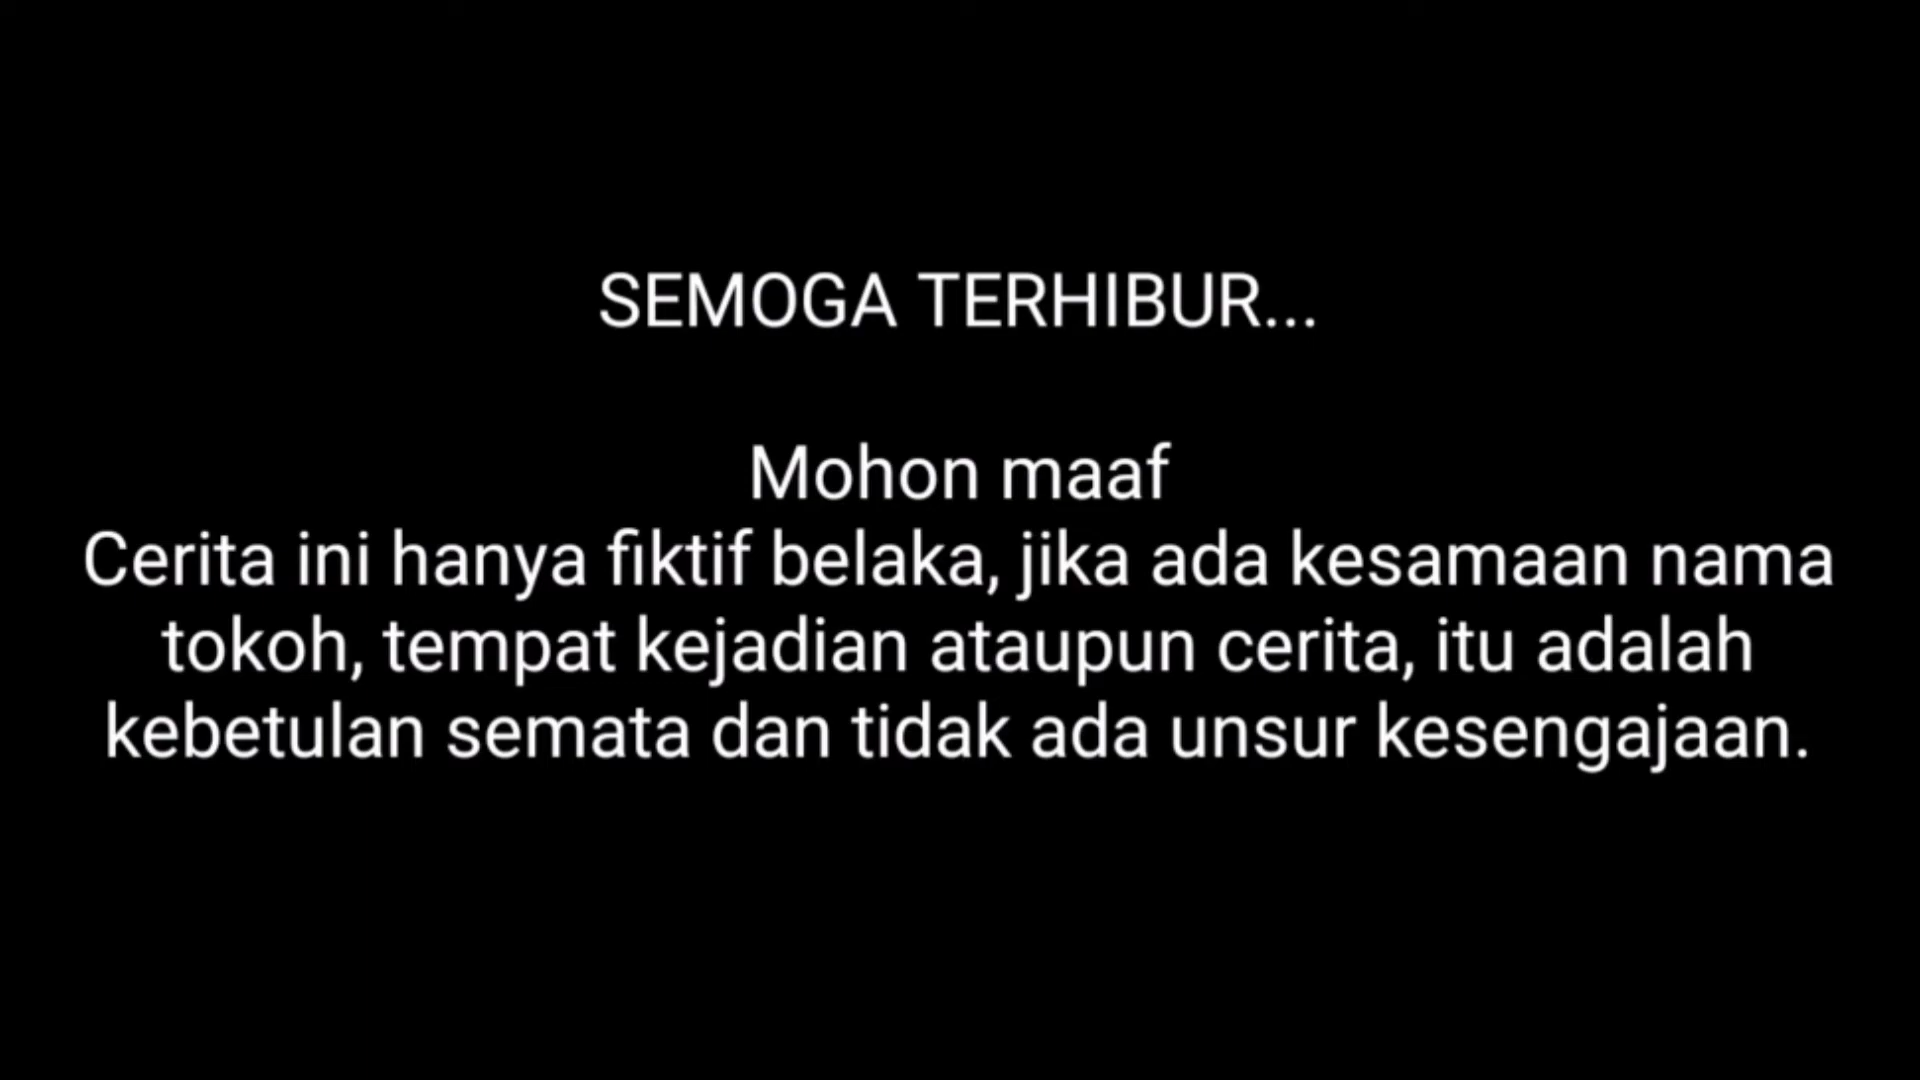 SEMOGA TERHIBUR...
Mohon maaf
Cerita ini hanya fiktif belaka, jika ada kesamaan nama
tokoh, tempat kejadian ataupun cerita, itu adalah
kebetulan semata dan tidak ada unsur kesengajaan.